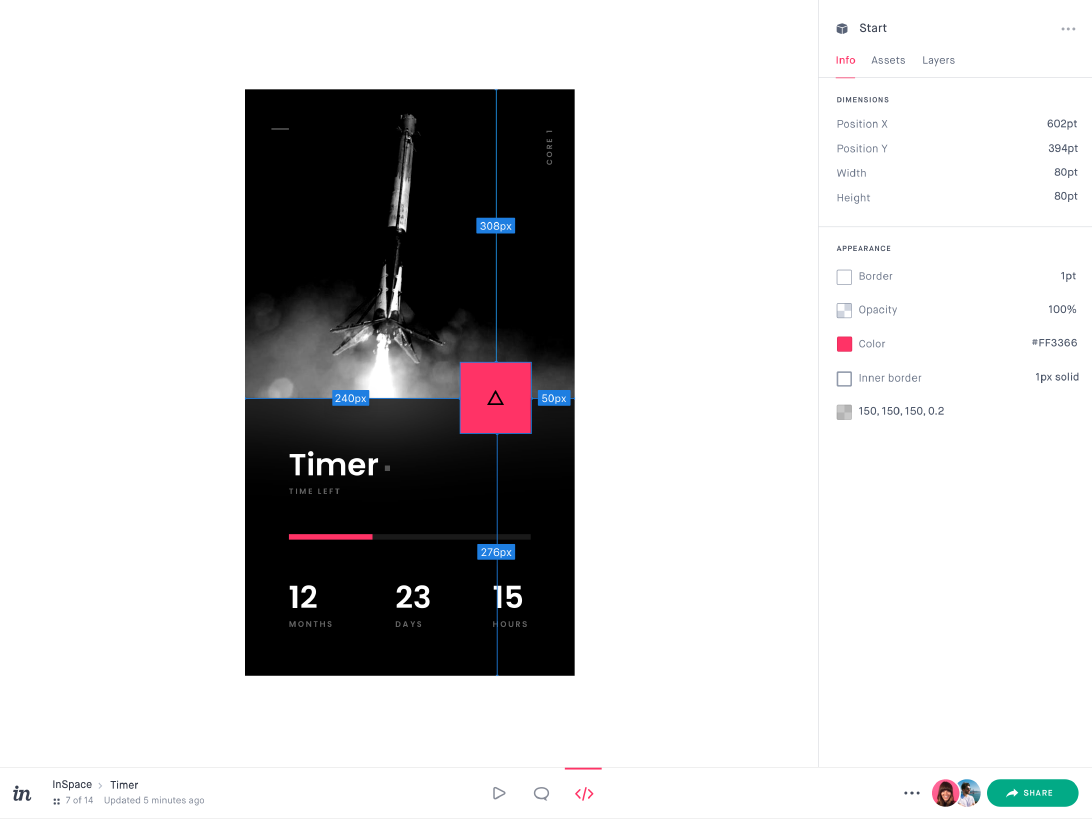 Start
Info Assets Layers
DIMENSIONS
Position X 602pt
Position Y 394pt
Width 80pt
Height 80pt
APPEARANCE
Border 1pt
Opacity 100%
Color #FF3366
Inner border 1px solid
150, 150, 150, 0.2
CORE 1
308px
240px
50px
Timer
TIME LEFT
276px
12 23 15
MONTHS DAYS HOURS
in
InSpace > Timer
7 of 14 Updated 5 minutes ago
</>
SHARE